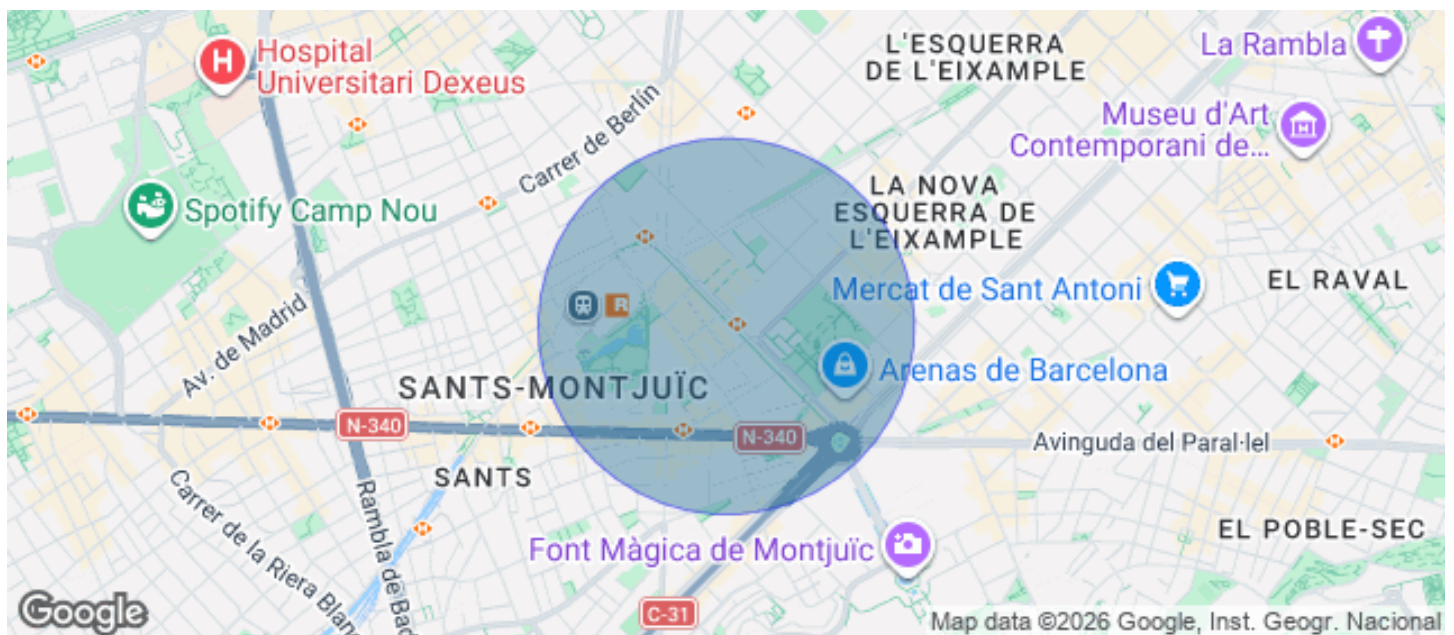 L'ESQUERRA
DE L'EIXAMPLE
La Rambla
H
Hospital
Universitari Dexeus
Museu d'Art
Contemporani de...
Carrer de Berlín
Spotify Camp Nou
LA NOVA
ESQUERRA DE
L'EIXAMPLE
Mercat de Sant Antoni
EL RAVAL
R
Av. de Madrid
Arenas de Barcelona
SANTS-MONTJUÏC
N-340
N-340
Avinguda del Paral·lel
SANTS
Carrer de la Riera Blanc
Rambla de Bad
EL POBLE-SEC
Font Màgica de Montjuïc
C-31
Google
Map data ©2026 Google, Inst. Geogr. Nacional